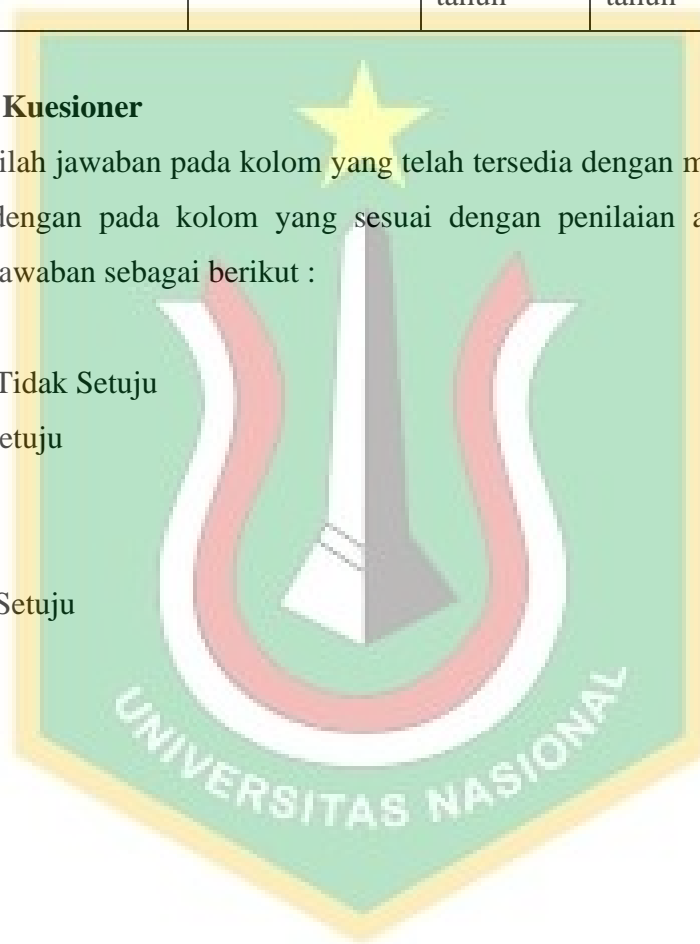 tahun tahun
Kuesioner
ilah jawaban pada kolom yang telah tersedia dengan m
dengan pada kolom yang sesuai dengan penilaian a
awaban sebagai berikut :
Tidak Setuju
etuju
Setuju
UNIVERSITAS NASIONAL